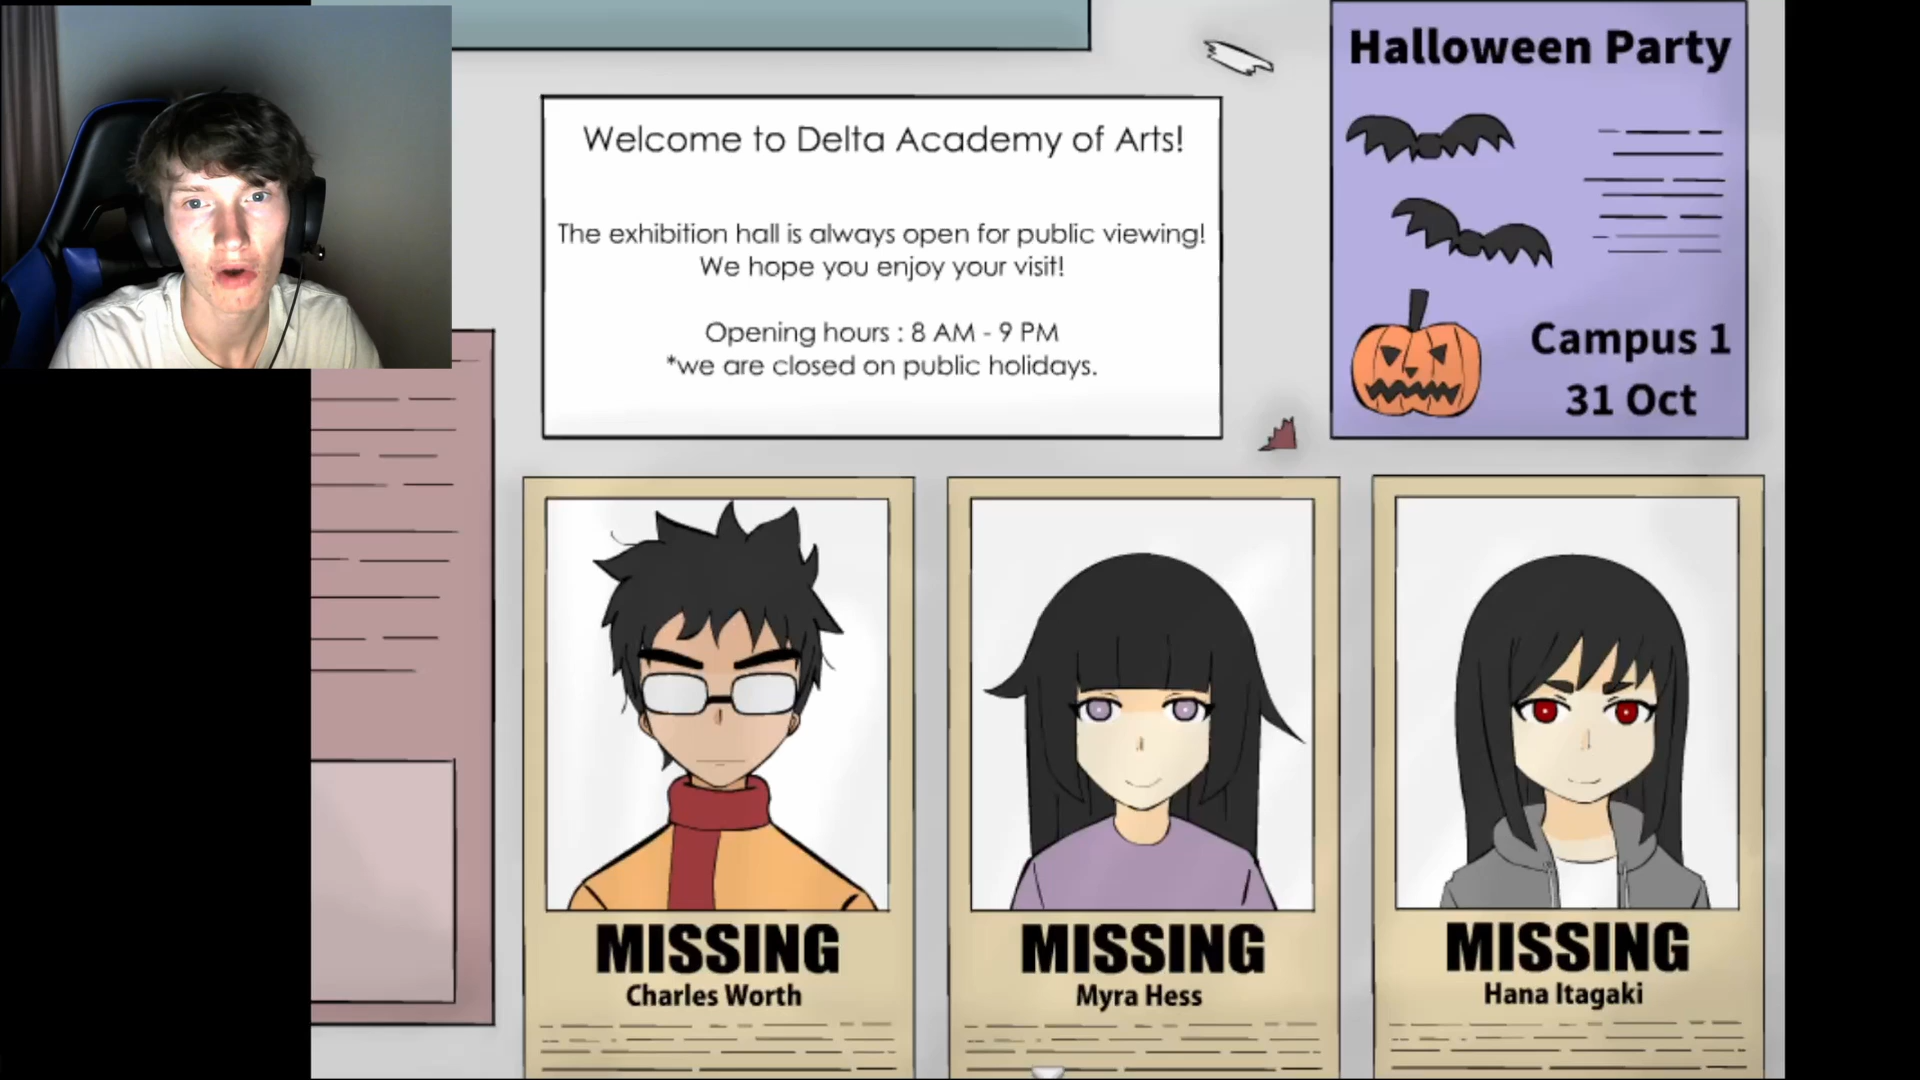 Welcome to Delta Academy of Arts!
The exhibition hall is always open for public viewing!
We hope you enjoy your visit!
Opening hours : 8 AM - 9 PM
*we are closed on public holidays.
Halloween Party
Campus 1
31 Oct
MISSING
Charles Worth
MISSING
Myra Hess
MISSING
Hana Itagaki